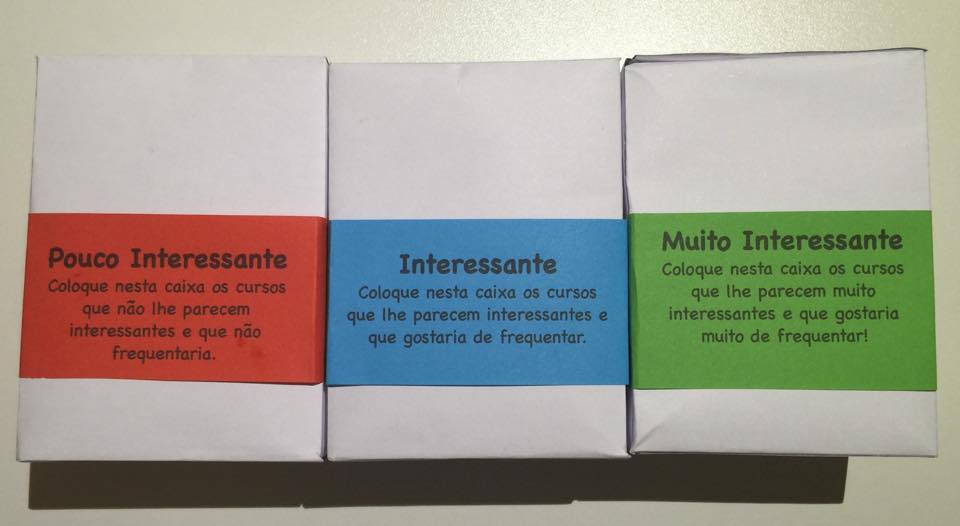 Pouco Interessante
Coloque nesta caixa os cursos
que não lhe parecem
interessantes e que não
frequentaria.
Interessante
Coloque nesta caixa os cursos
que lhe parecem interessantes e
que gostaria de frequentar.
Muito Interessante
Coloque nesta caixa os cursos
que lhe parecem muito
interessantes e que gostaria
muito de frequentar!